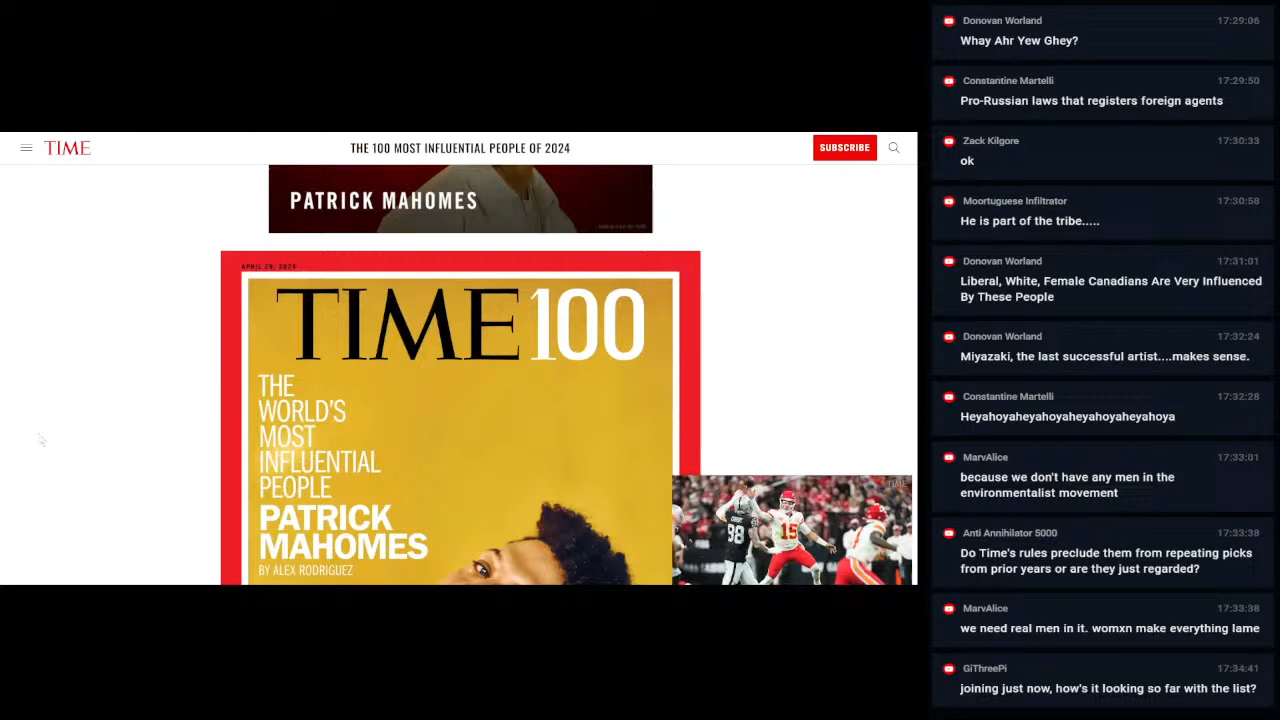 TIME
THE 100 MOST INFLUENTIAL PEOPLE OF 2024
SUBSCRIBE
PATRICK MAHOMES
APRIL 29, 2024
TIME 100
THE
WORLD'S
MOST
INFLUENTIAL
PEOPLE
PATRICK
MAHOMES
BY ALEX RODRIGUEZ
TIME
98
15
Donovan Worland 17:29:06
Whay Ahr Yew Ghey?
Constantine Martelli 17:29:50
Pro-Russian laws that registers foreign agents
Zack Kilgore 17:30:33
ok
Moortuguese Infiltrator 17:30:58
He is part of the tribe.....
Donovan Worland 17:31:01
Liberal, White, Female Canadians Are Very Influenced
By These People
Donovan Worland 17:32:24
Miyazaki, the last successful artist....makes sense.
Constantine Martelli 17:32:28
Heyahoyaheyahoyaheyahoyaheyahoya
MarvAlice 17:33:01
because we don't have any men in the
environmentalist movement
Anti Annihilator 5000 17:33:38
Do Time's rules preclude them from repeating picks
from prior years or are they just regarded?
MarvAlice 17:33:38
we need real men in it. womxn make everything lame
GiThreePi 17:34:41
joining just now, how's it looking so far with the list?